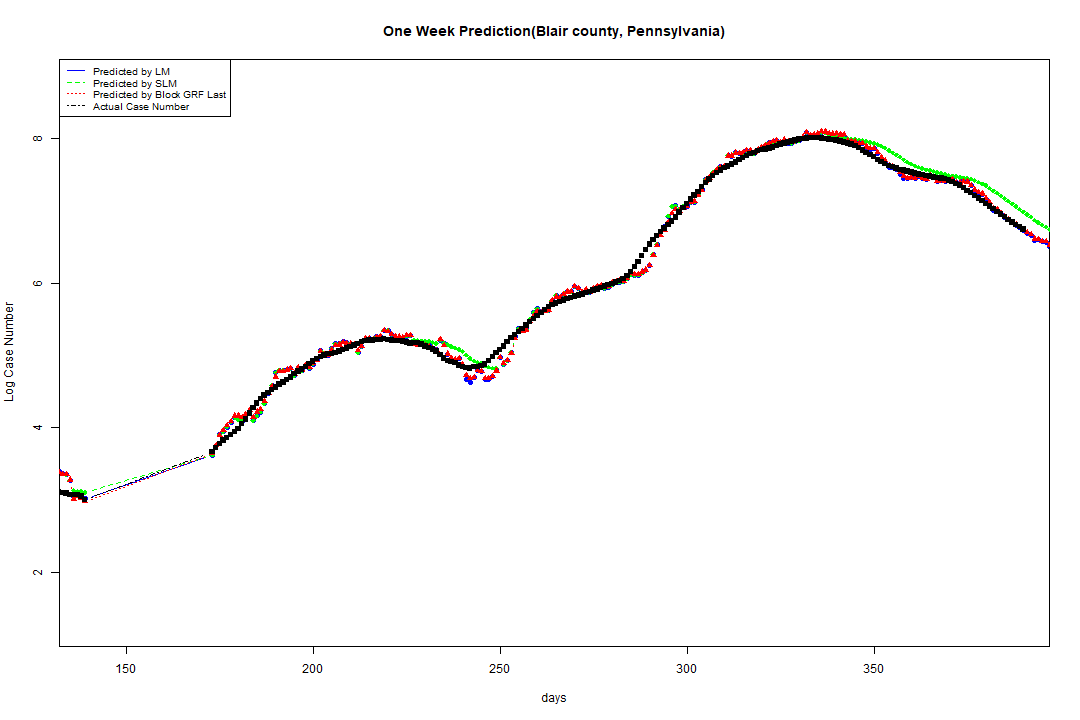 One Week Prediction(Blair county, Pennsylvania)
Predicted by LM
Predicted by SLM
Predicted by Block GRF Last
Actual Case Number
8
6
4
2
Log Case Number
150 200 250 300 350
days